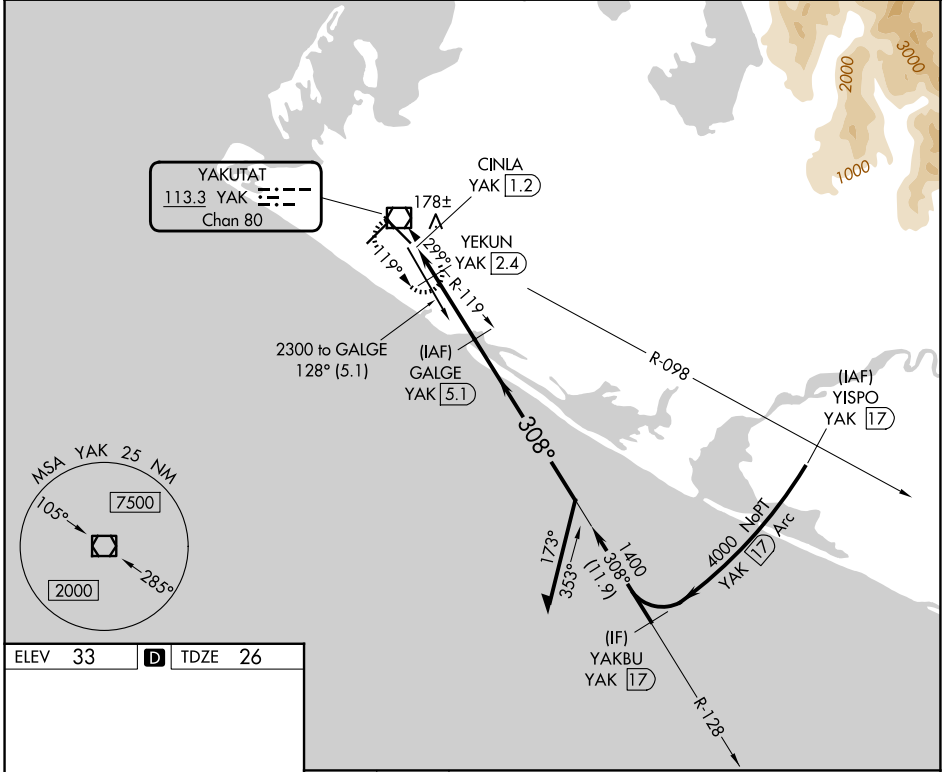 3000
2000
1000
YAKUTAT
113.3 YAK
Chan 80
CINLA
YAK 1.2
178±
299°
YEKUN
YAK 2.4
119°
R-119
2300 to GALGE
128° (5.1)
(IAF)
GALGE
YAK 5.1
R-098
(IAF)
YISPO
YAK 17
308°
MSA YAK 25 NM
105°
7500
2000
285°
173°
353°
1400
308°
(11.9)
4000 NoPT
YAK 17 Arc
(IF)
YAKBU
YAK 17
R-128
ELEV 33 D TDZE 26